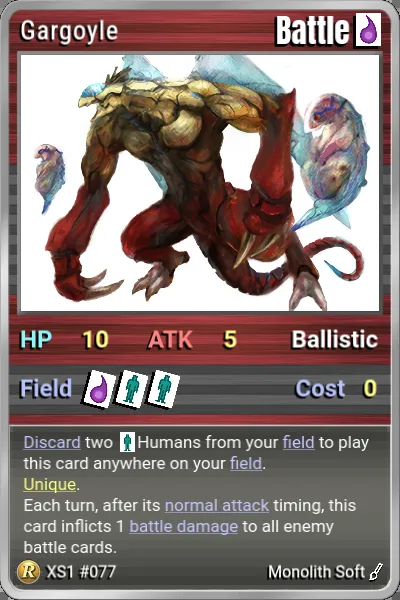 Gargoyle Battle
HP 10 ATK 5 Ballistic
Field Cost 0
Discard two Humans from your field to play
this card anywhere on your field.
Unique.
Each turn, after its normal attack timing, this
card inflicts 1 battle damage to all enemy
battle cards.
R XS1 #077 Monolith Soft